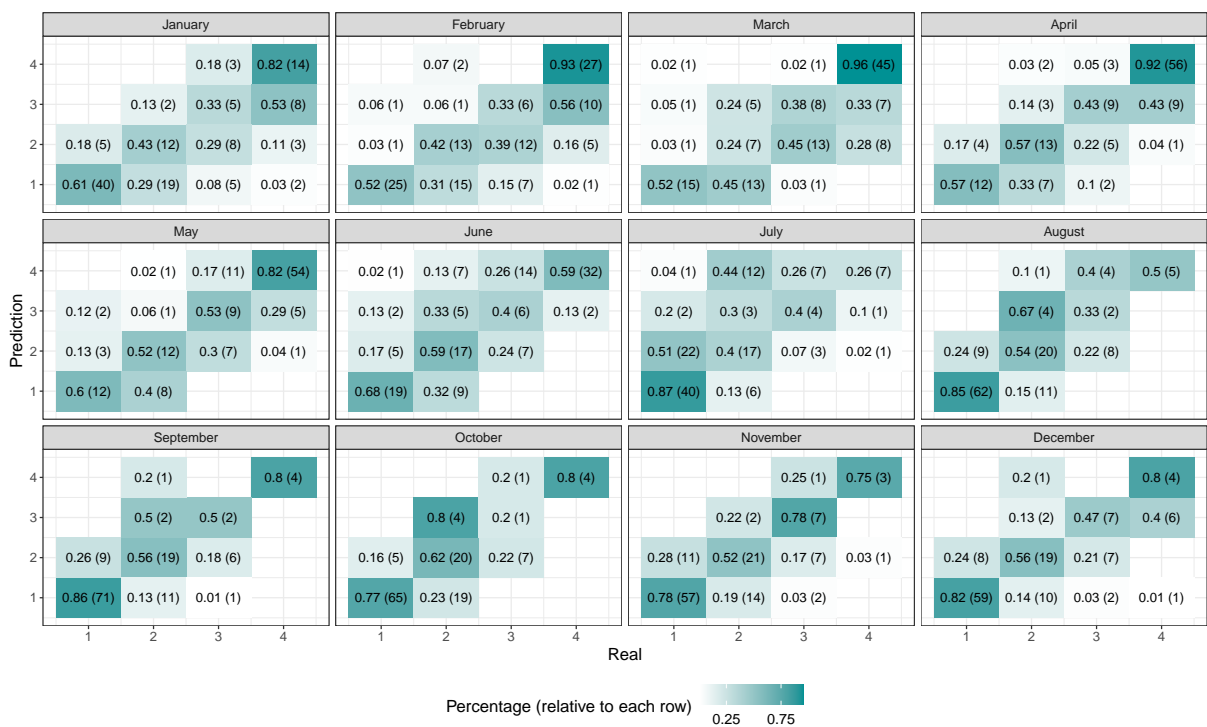 January February March April
4 0.18 (3) 0.82 (14) 0.07 (2) 0.93 (27) 0.02 (1) 0.02 (1) 0.96 (45) 0.03 (2) 0.05 (3) 0.92 (56)
3 0.13 (2) 0.33 (5) 0.53 (8) 0.06 (1) 0.06 (1) 0.33 (6) 0.56 (10) 0.05 (1) 0.24 (5) 0.38 (8) 0.33 (7) 0.14 (3) 0.43 (9) 0.43 (9)
2 0.18 (5) 0.43 (12) 0.29 (8) 0.11 (3) 0.03 (1) 0.42 (13) 0.39 (12) 0.16 (5) 0.03 (1) 0.24 (7) 0.45 (13) 0.28 (8) 0.17 (4) 0.57 (13) 0.22 (5) 0.04 (1)
1 0.61 (40) 0.29 (19) 0.08 (5) 0.03 (2) 0.52 (25) 0.31 (15) 0.15 (7) 0.02 (1) 0.52 (15) 0.45 (13) 0.03 (1) 0.57 (12) 0.33 (7) 0.1 (2)
May June July August
4 0.02 (1) 0.17 (11) 0.82 (54) 0.02 (1) 0.13 (7) 0.26 (14) 0.59 (32) 0.04 (1) 0.44 (12) 0.26 (7) 0.26 (7) 0.1 (1) 0.4 (4) 0.5 (5)
3 0.12 (2) 0.06 (1) 0.53 (9) 0.29 (5) 0.13 (2) 0.33 (5) 0.4 (6) 0.13 (2) 0.2 (2) 0.3 (3) 0.4 (4) 0.1 (1) 0.67 (4) 0.33 (2)
2 0.13 (3) 0.52 (12) 0.3 (7) 0.04 (1) 0.17 (5) 0.59 (17) 0.24 (7) 0.51 (22) 0.4 (17) 0.07 (3) 0.02 (1) 0.24 (9) 0.54 (20) 0.22 (8)
1 0.6 (12) 0.4 (8) 0.68 (19) 0.32 (9) 0.87 (40) 0.13 (6) 0.85 (62) 0.15 (11)
Prediction
September October November December
4 0.2 (1) 0.8 (4) 0.2 (1) 0.8 (4) 0.25 (1) 0.75 (3) 0.2 (1) 0.8 (4)
3 0.5 (2) 0.5 (2) 0.8 (4) 0.2 (1) 0.22 (2) 0.78 (7) 0.13 (2) 0.47 (7) 0.4 (6)
2 0.26 (9) 0.56 (19) 0.18 (6) 0.16 (5) 0.62 (20) 0.22 (7) 0.28 (11) 0.52 (21) 0.17 (7) 0.03 (1) 0.24 (8) 0.56 (19) 0.21 (7)
1 0.86 (71) 0.13 (11) 0.01 (1) 0.77 (65) 0.23 (19) 0.78 (57) 0.19 (14) 0.03 (2) 0.82 (59) 0.14 (10) 0.03 (2) 0.01 (1)
1 2 3 4 1 2 3 4 1 2 3 4 1 2 3 4
Real
Percentage (relative to each row)
0.25 0.75